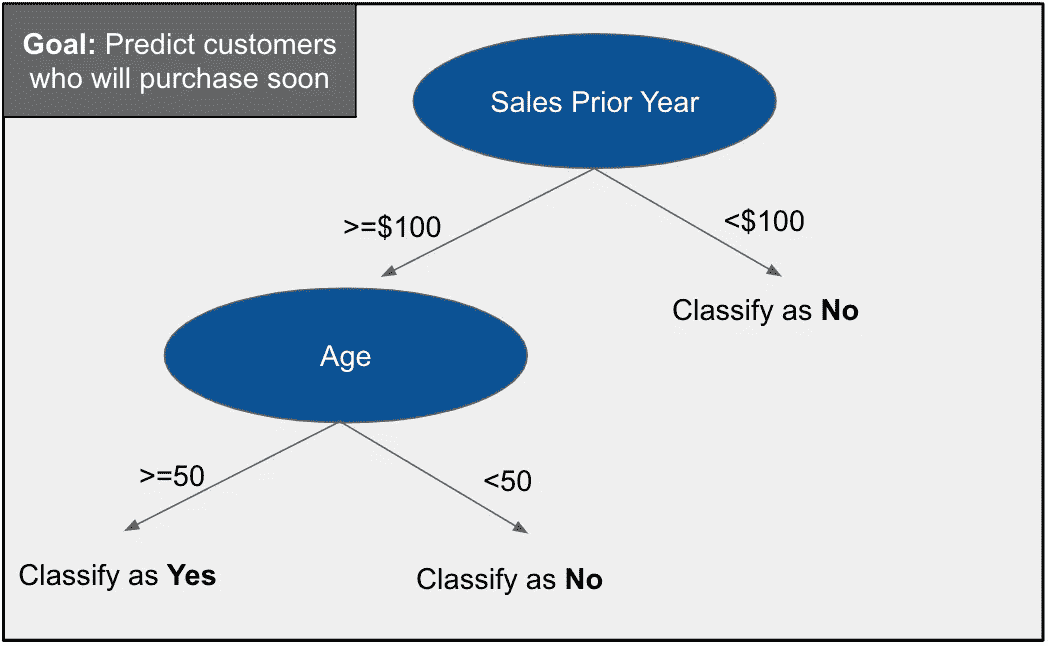 Goal: Predict customers
who will purchase soon
Sales Prior Year
>=$100
<$100
Classify as No
Age
>=50
<50
Classify as Yes
Classify as No